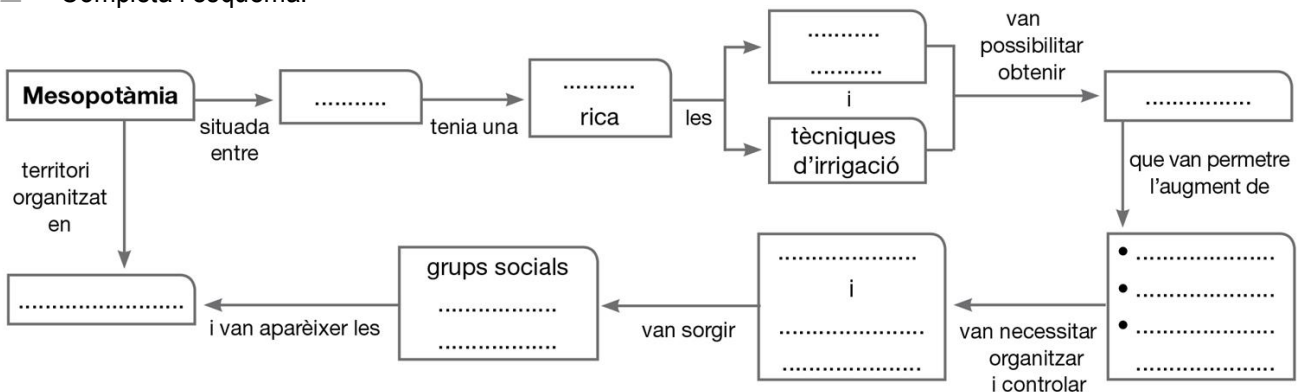 Completa l'esquema.
Mesopotàmia
situada
entre
...........
tenia una
...........
rica
les
...........
...........
i
tècniques
d'irrigació
van
possibilitar
obtenir
................
que van permetre
l'augment de
• .....................
• .....................
• .....................
.....................
van necessitar
organitzar
i controlar
.....................
i
......................
.....................
van sorgir
grups socials
..................
..................
i van aparèixer les
.........................
territori
organitzat
en